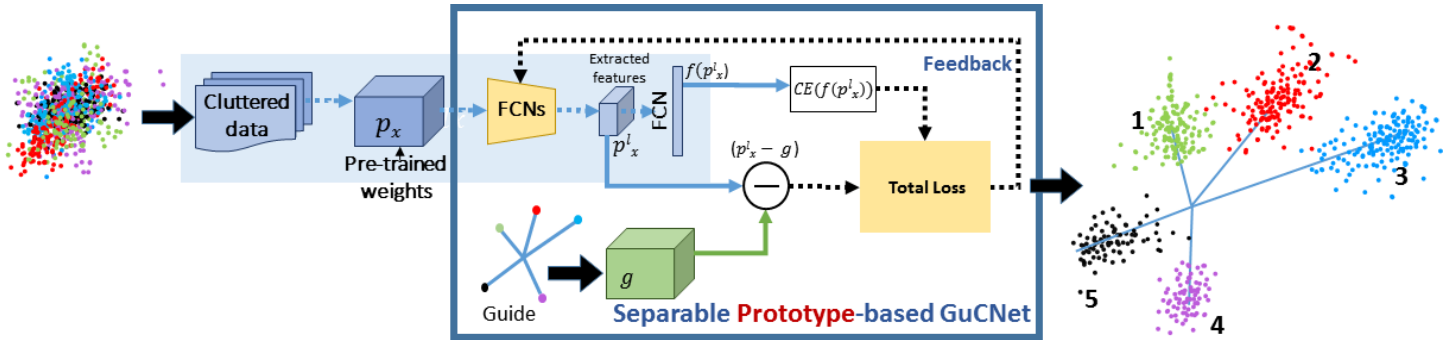 Cluttered
data
p_x
Pre-trained
weights
FCNs
Extracted
features
p^l_x
FCN
f(p^l_x)
CE(f(p^l_x))
Feedback
(p^l_x − g)
−
Total Loss
Guide
g
Separable Prototype-based GuCNet
1
2
3
4
5